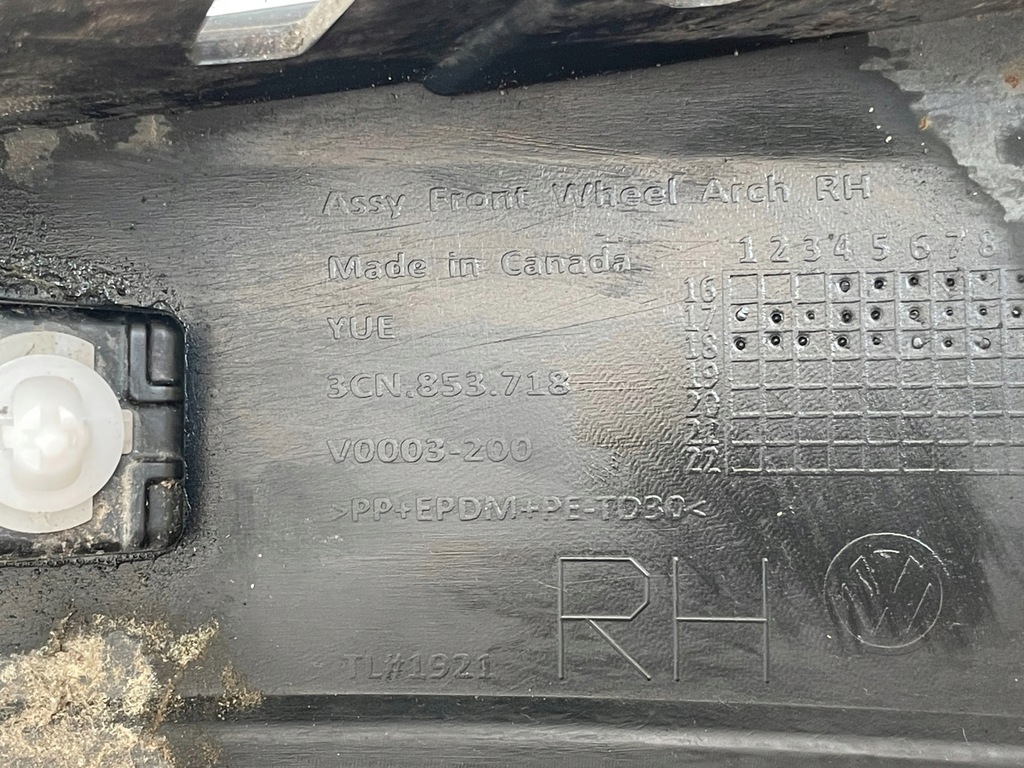 Assy Front Wheel Arch RH
Made in Canada
YUE
3CN.853.718
V0003-200
>PP+EPDM+PE-TD30<
TL#1921
RH
1 2 3 4 5 6 7 8
16
17
18
19
20
21
22